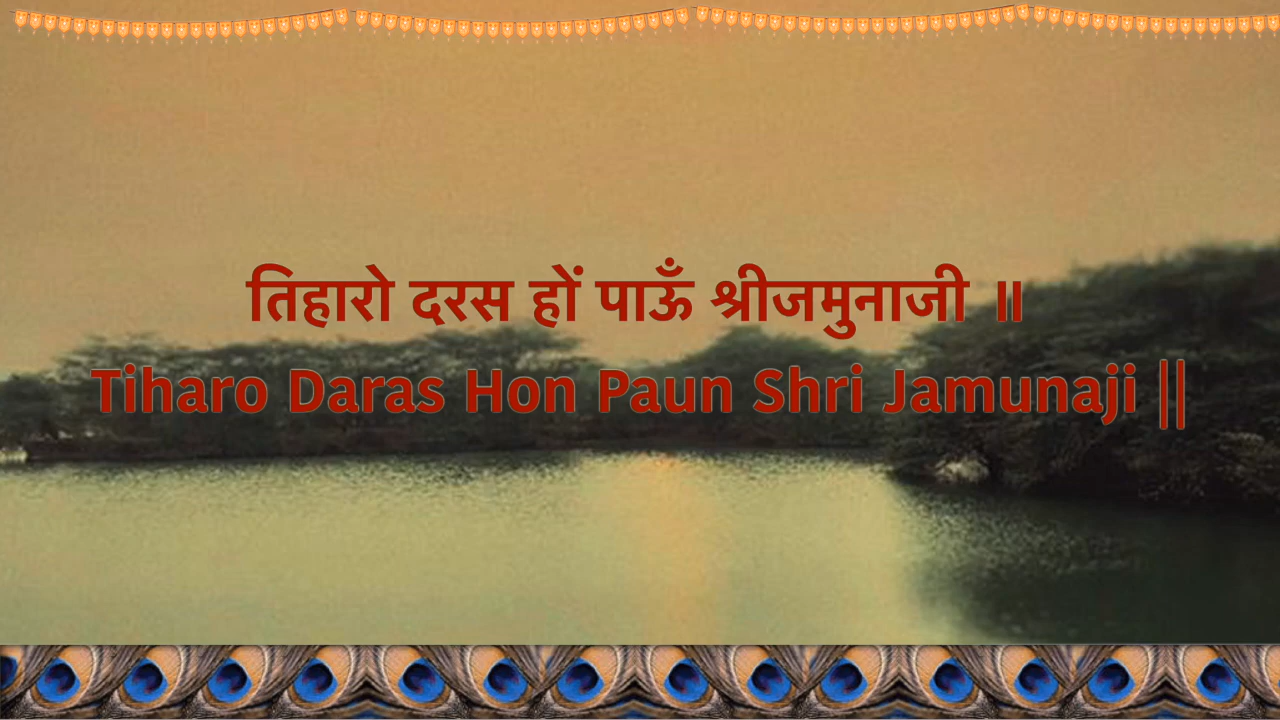 तिहारो दरस हों पाऊँ श्रीजमुनाजी ॥
Tiharo Daras Hon Paun Shri Jamunaji ||